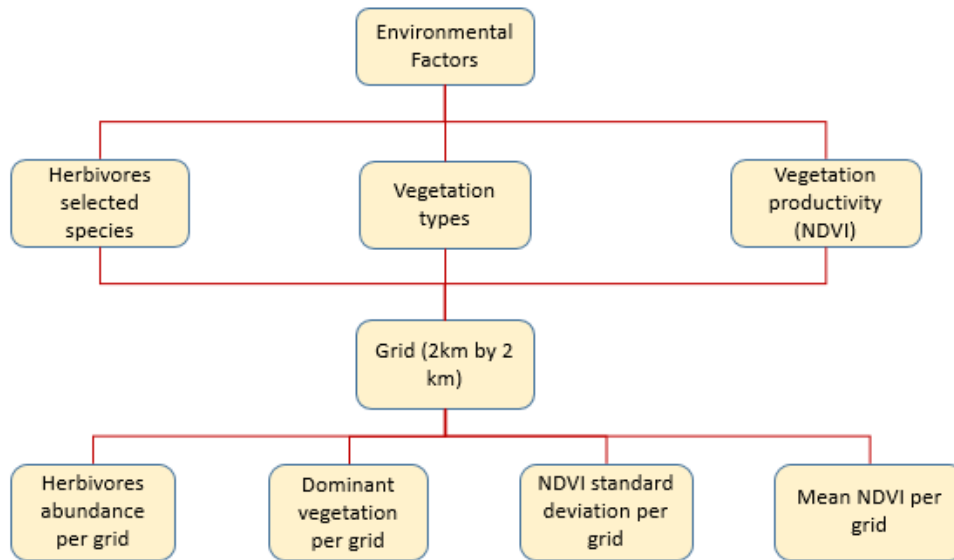 Environmental
Factors
Herbivores
selected
species
Vegetation
types
Vegetation
productivity
(NDVI)
Grid (2km by 2
km)
Herbivores
abundance
per grid
Dominant
vegetation
per grid
NDVI standard
deviation per
grid
Mean NDVI per
grid